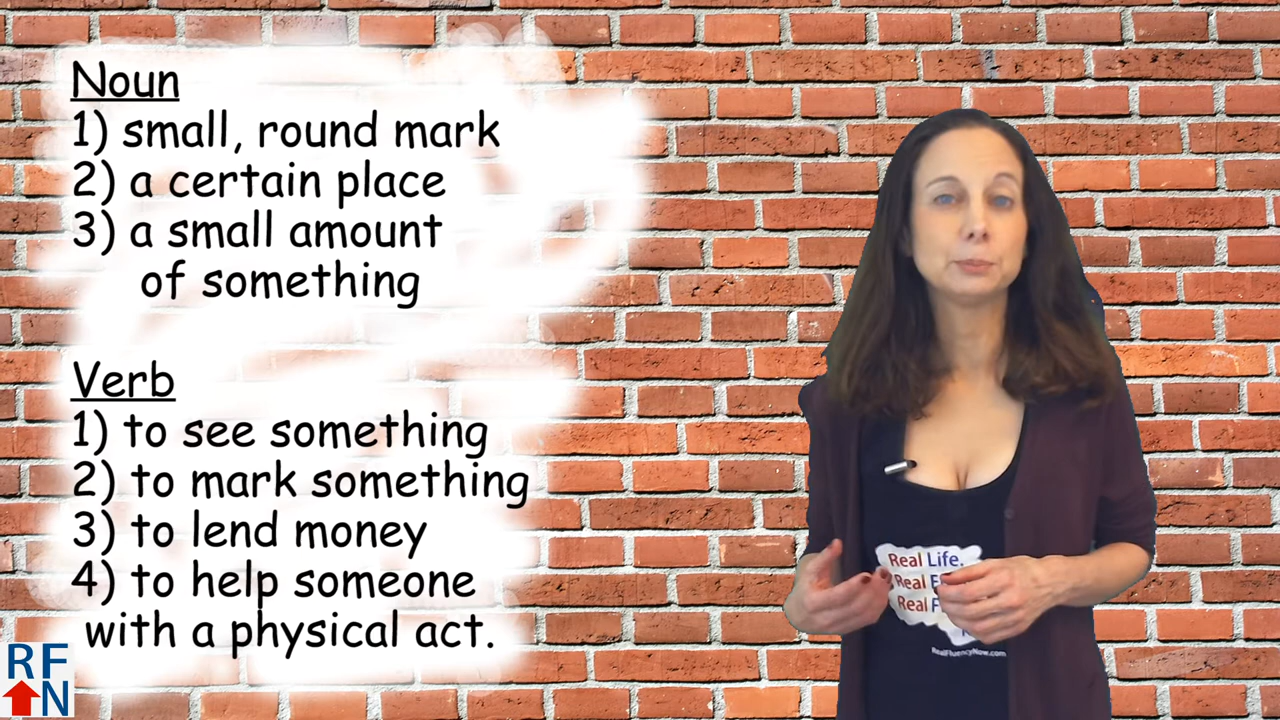 Noun
1) small, round mark
2) a certain place
3) a small amount
of something
Verb
1) to see something
2) to mark something
3) to lend money
4) to help someone
with a physical act.
Real Life.
Real
Real
RealFluencyNow.com
RF
N